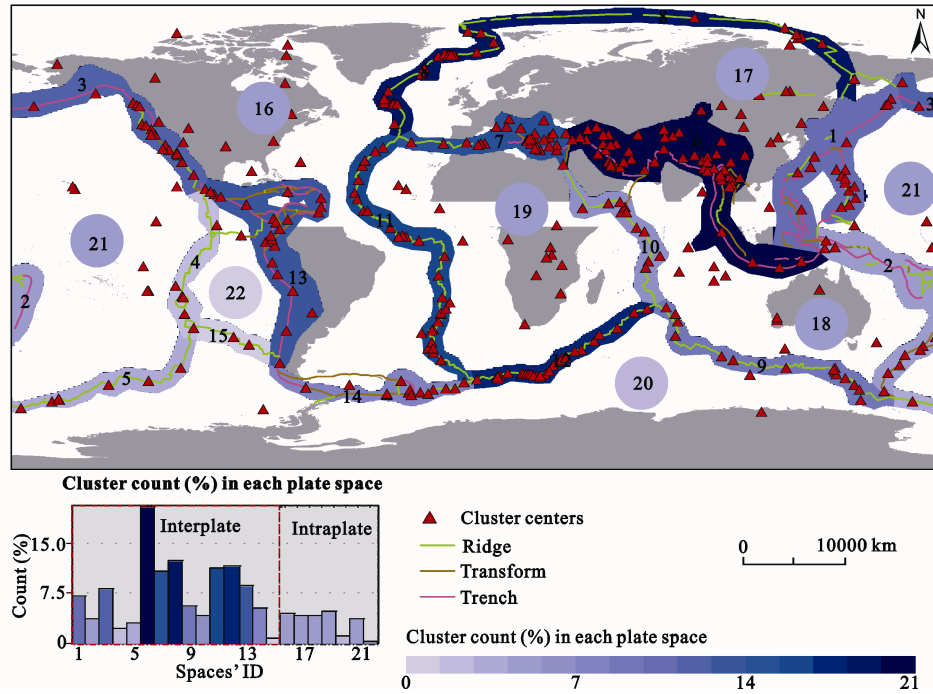 N
8
3
16
17
3
8
1
7
6
11
19
21
21
10
4
2
13
22
2
15
18
12
9
5
20
14
Cluster count (%) in each plate space
Interplate Intraplate
Count (%)
15.0
7.5
0
1 5 9 13 17 21
Spaces' ID
Cluster centers
Ridge
Transform
Trench
0 10000 km
Cluster count (%) in each plate space
0 7 14 21